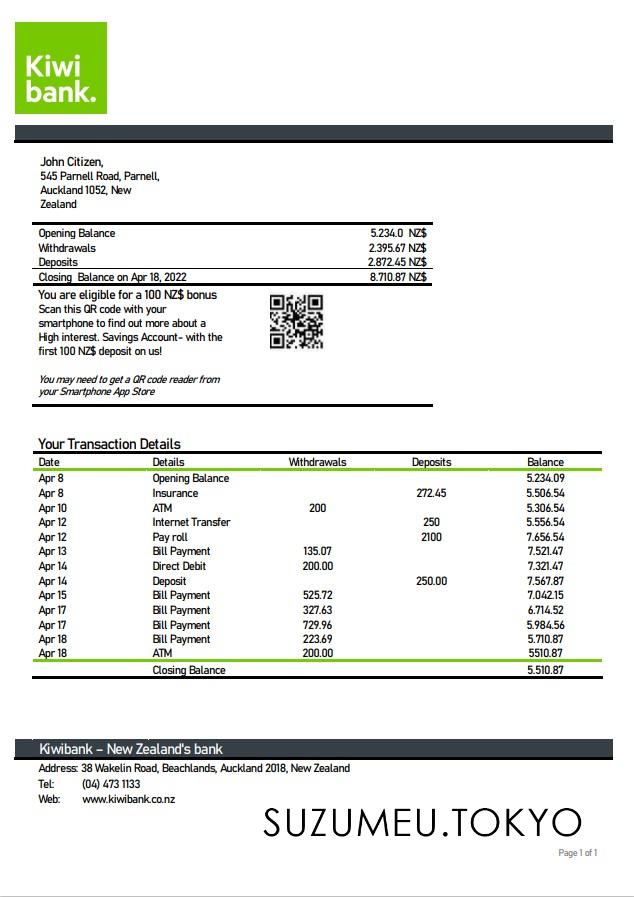 Kiwi
bank.
John Citizen,
545 Parnell Road, Parnell,
Auckland 1052, New
Zealand
Opening Balance 5.234.0 NZ$
Withdrawals 2.395.67 NZ$
Deposits 2.872.45 NZ$
Closing Balance on Apr 18, 2022 8.710.87 NZ$
You are eligible for a 100 NZ$ bonus
Scan this QR code with your
smartphone to find out more about a
High interest. Savings Account- with the
first 100 NZ$ deposit on us!
You may need to get a QR code reader from
your Smartphone App Store
Your Transaction Details
Date Details Withdrawals Deposits Balance
Apr 8 Opening Balance 5.234.09
Apr 8 Insurance 272.45 5.506.54
Apr 10 ATM 200 5.306.54
Apr 12 Internet Transfer 250 5.556.54
Apr 12 Pay roll 2100 7.656.54
Apr 13 Bill Payment 135.07 7.521.47
Apr 14 Direct Debit 200.00 7.321.47
Apr 14 Deposit 250.00 7.567.87
Apr 15 Bill Payment 525.72 7.042.15
Apr 17 Bill Payment 327.63 6.714.52
Apr 17 Bill Payment 729.96 5.984.56
Apr 18 Bill Payment 223.69 5.710.87
Apr 18 ATM 200.00 5510.87
Closing Balance 5.510.87
Kiwibank – New Zealand's bank
Address: 38 Wakelin Road, Beachlands, Auckland 2018, New Zealand
Tel: (04) 473 1133
Web: www.kiwibank.co.nz
SUZUMEU.TOKYO
Page 1 of 1